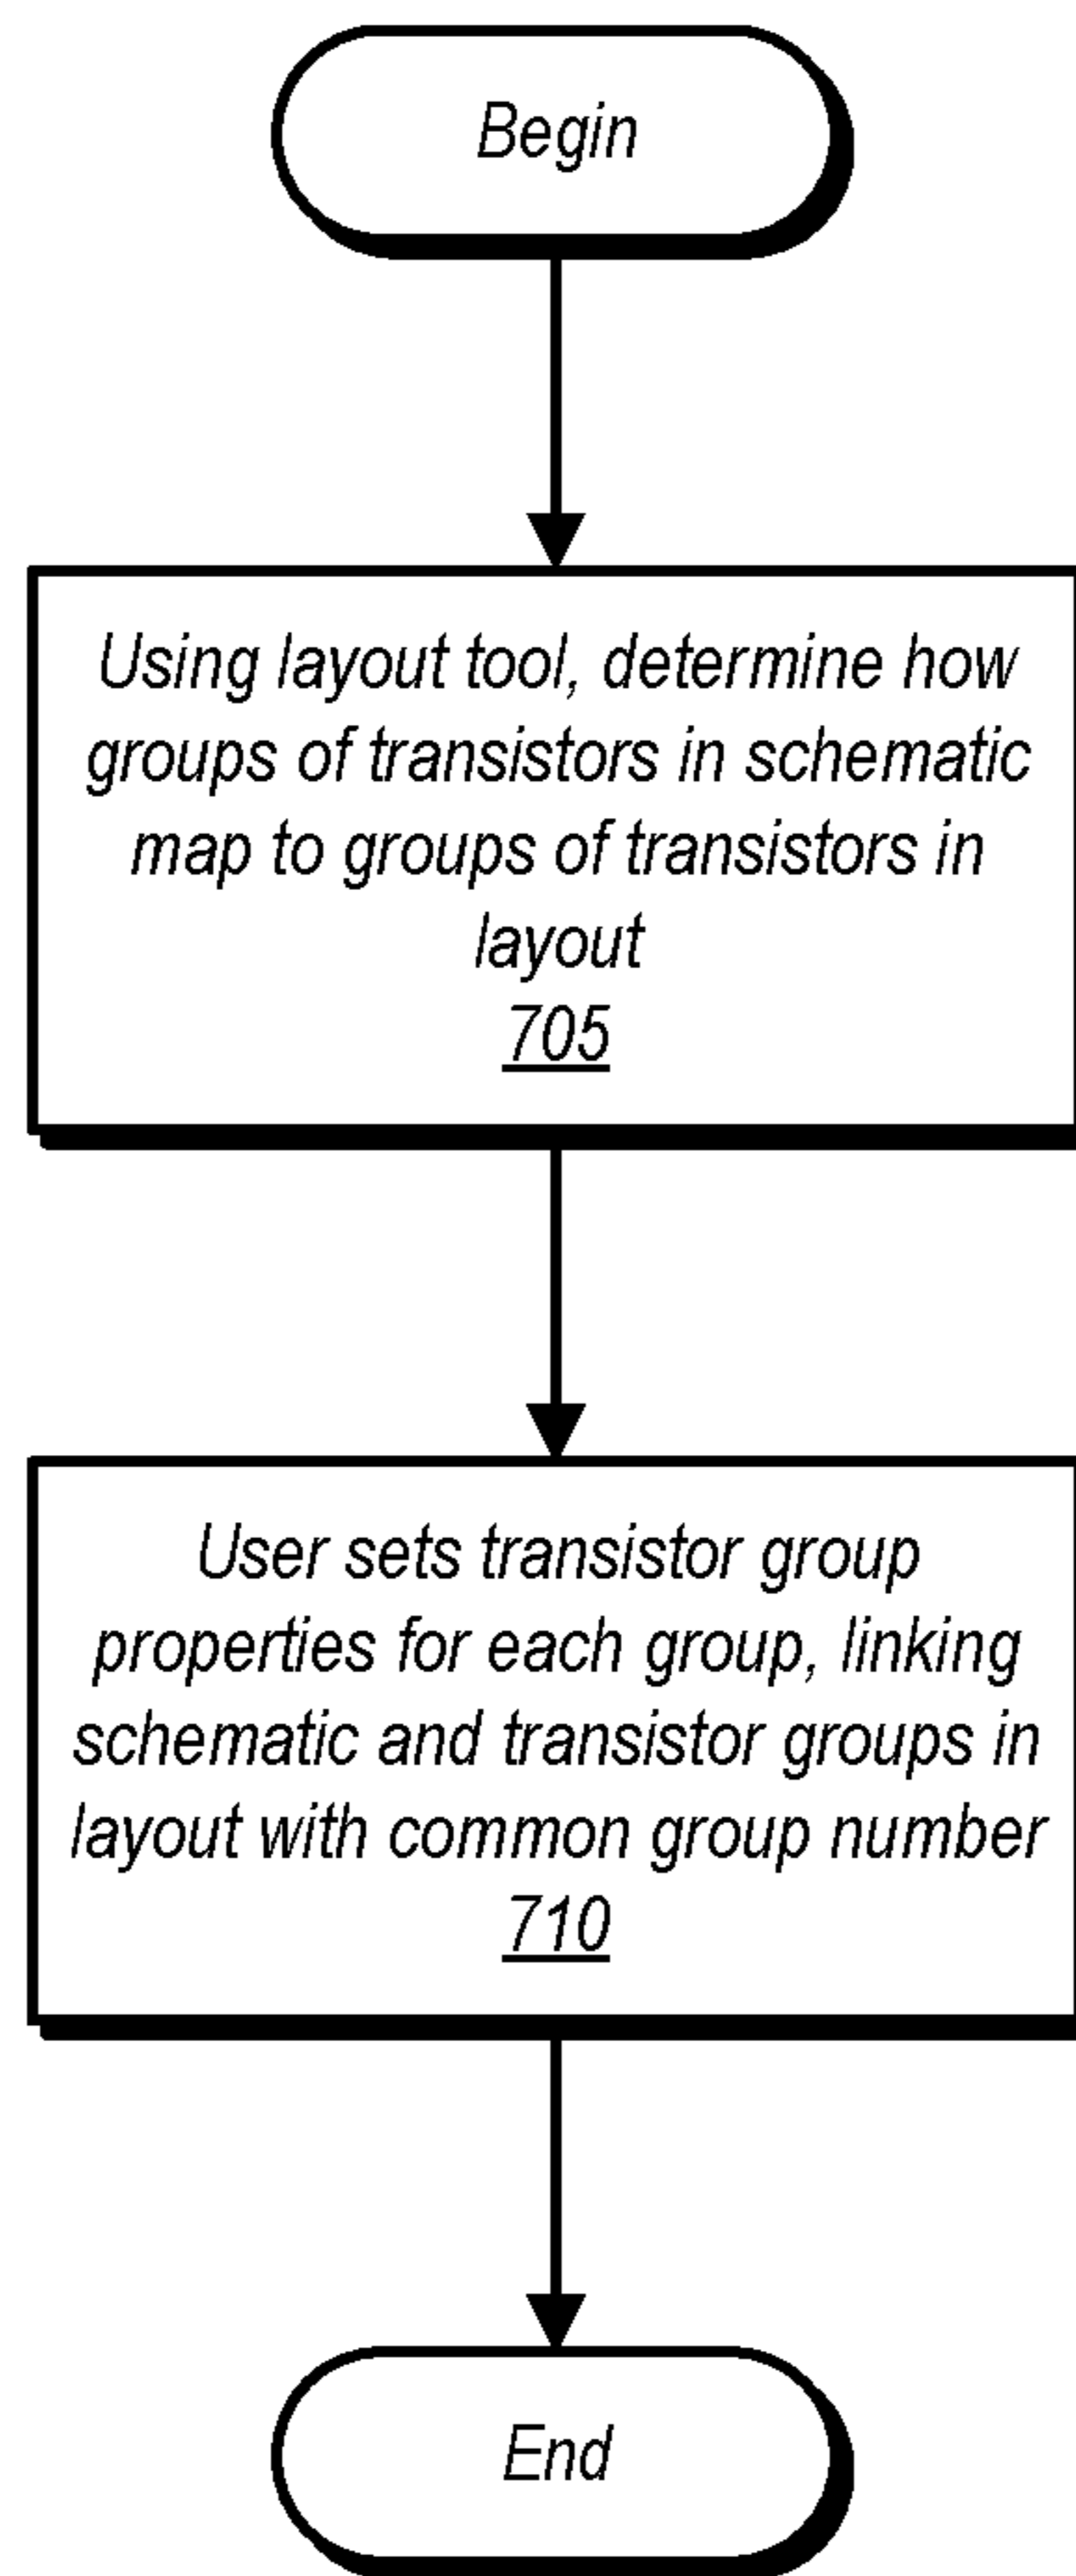 Begin
Using layout tool, determine how
groups of transistors in schematic
map to groups of transistors in
layout
705
User sets transistor group
properties for each group, linking
schematic and transistor groups in
layout with common group number
710
End